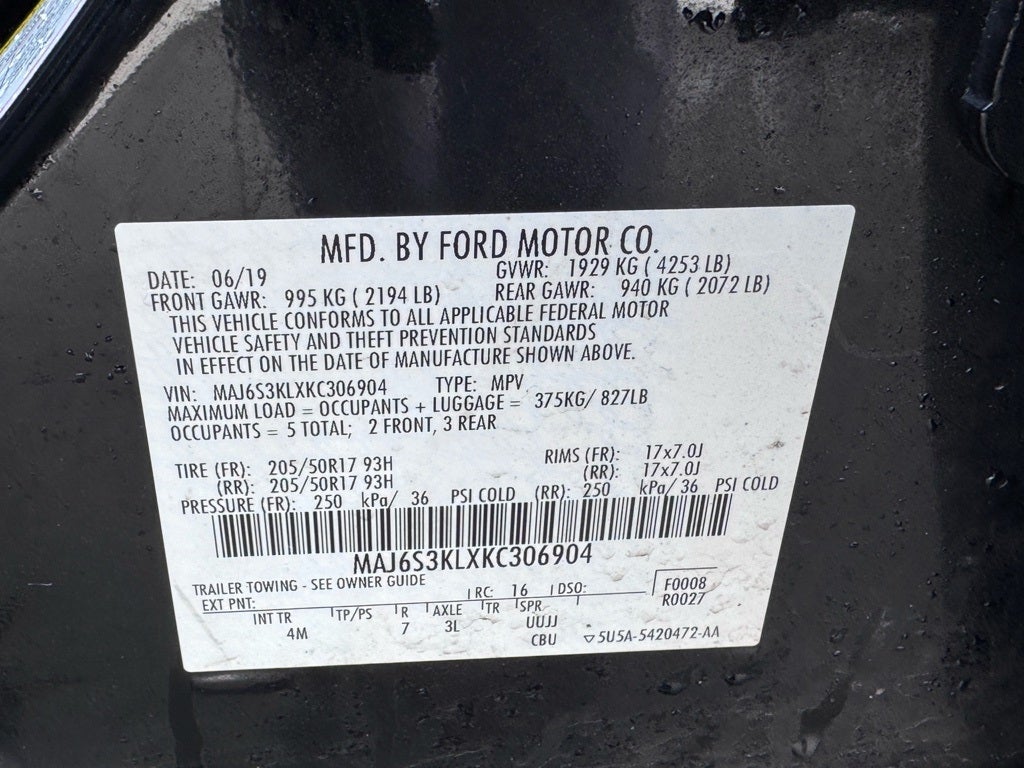 MFD. BY FORD MOTOR CO.
DATE: 06/19 GVWR: 1929 KG ( 4253 LB)
FRONT GAWR: 995 KG ( 2194 LB) REAR GAWR: 940 KG ( 2072 LB)
THIS VEHICLE CONFORMS TO ALL APPLICABLE FEDERAL MOTOR
VEHICLE SAFETY AND THEFT PREVENTION STANDARDS
IN EFFECT ON THE DATE OF MANUFACTURE SHOWN ABOVE.
VIN: MAJ6S3KLXKC306904 TYPE: MPV
MAXIMUM LOAD = OCCUPANTS + LUGGAGE = 375KG/ 827LB
OCCUPANTS = 5 TOTAL; 2 FRONT, 3 REAR
TIRE (FR): 205/50R17 93H RIMS (FR): 17x7.0J
(RR): 205/50R17 93H (RR): 17x7.0J
PRESSURE (FR): 250 kPa/ 36 PSI COLD (RR): 250 kPa/ 36 PSI COLD
MAJ6S3KLXKC306904
TRAILER TOWING - SEE OWNER GUIDE
EXT PNT: RC: 16 DSO: F0008
R0027
INT TR TP/PS R AXLE TR SPR
4M 7 3L UUJJ
CBU ▽5U5A-5420472-AA